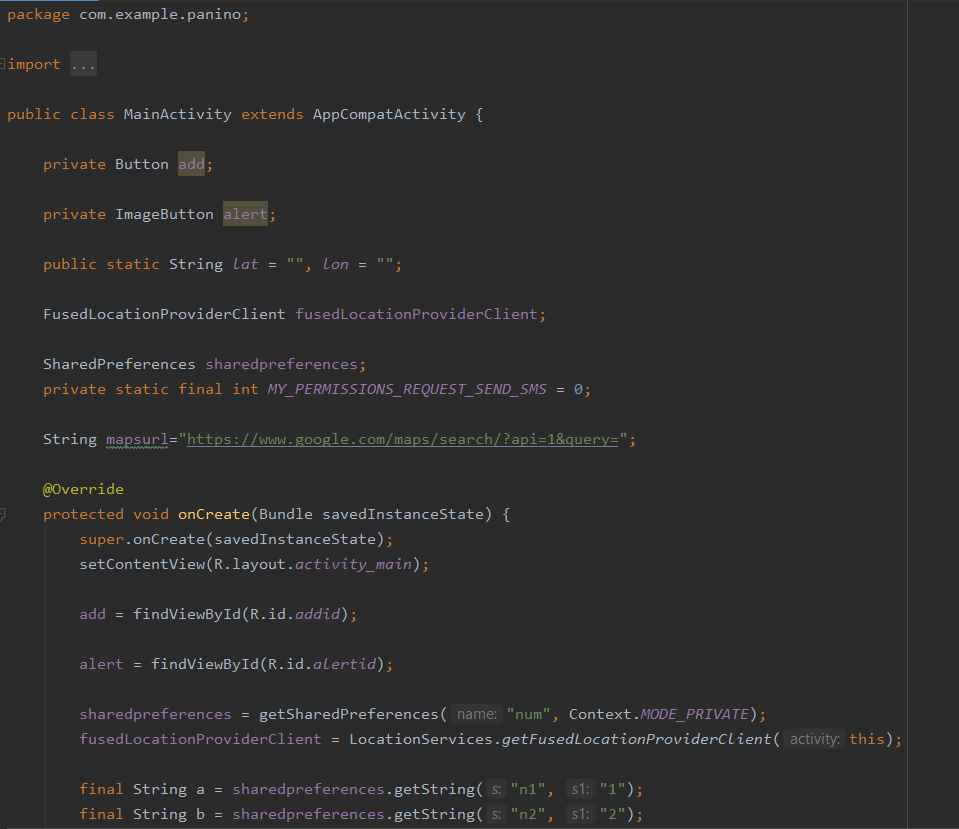 package com.example.panino;
import ...
public class MainActivity extends AppCompatActivity {
private Button add;
private ImageButton alert;
public static String lat = "", lon = "";
FusedLocationProviderClient fusedLocationProviderClient;
SharedPreferences sharedpreferences;
private static final int MY_PERMISSIONS_REQUEST_SEND_SMS = 0;
String mapsurl="https://www.google.com/maps/search/?api=1&query=";
@Override
protected void onCreate(Bundle savedInstanceState) {
super.onCreate(savedInstanceState);
setContentView(R.layout.activity_main);
add = findViewById(R.id.addid);
alert = findViewById(R.id.alertid);
sharedpreferences = getSharedPreferences( name: "num", Context.MODE_PRIVATE);
fusedLocationProviderClient = LocationServices.getFusedLocationProviderClient( activity: this);
final String a = sharedpreferences.getString( s: "n1", s1: "1");
final String b = sharedpreferences.getString( s: "n2", s1: "2");